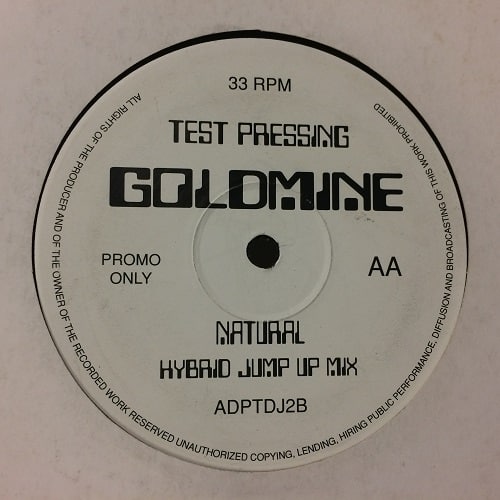 33 RPM
TEST PRESSING
GOLDMINE
PROMO
ONLY
AA
NATURAL
HYBRID JUMP UP MIX
ADPTDJ2B
ALL RIGHTS OF THE PRODUCER AND OF THE OWNER OF THE RECORDED WORK RESERVED UNAUTHORIZED COPYING, LENDING, HIRING PUBLIC PERFORMANCE, DIFFUSION AND BROADCASTING OF THIS WORK PROHIBITED